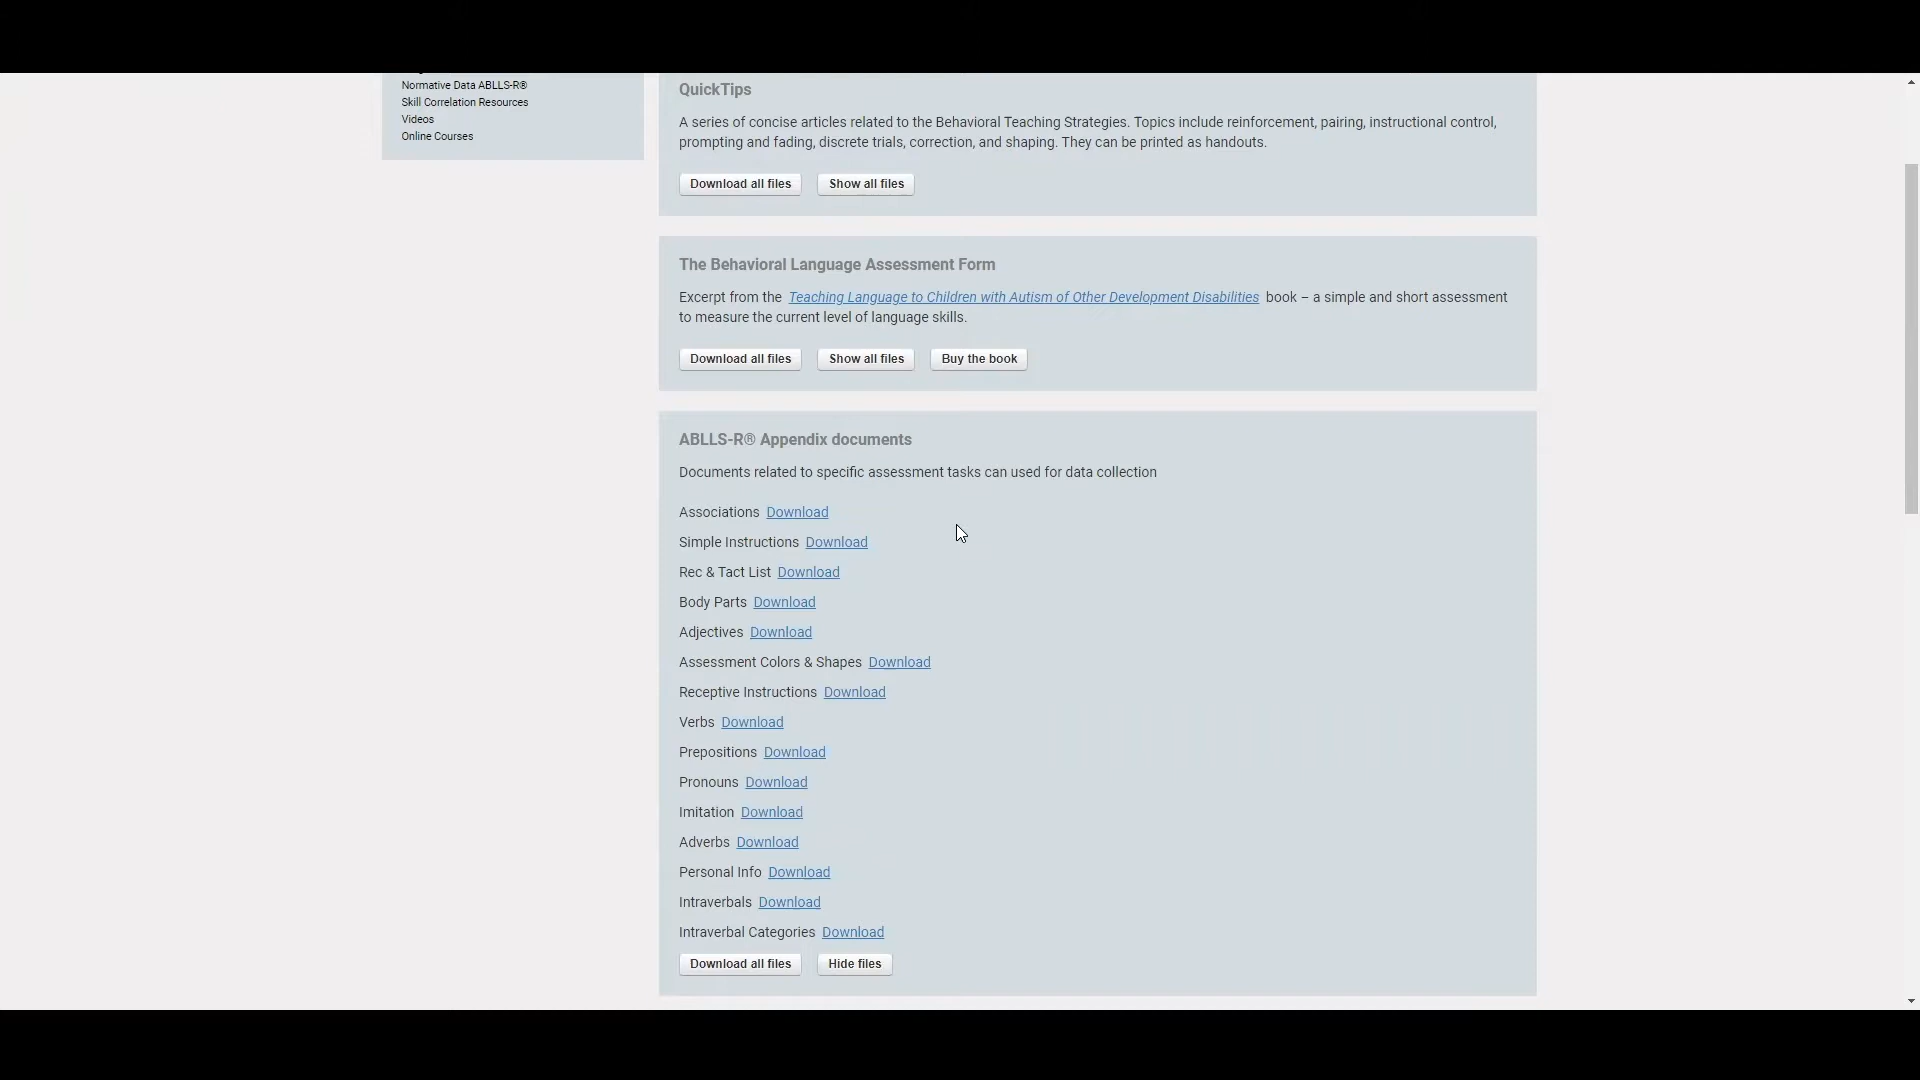 Normative Data ABLLS-R®
Skill Correlation Resources
Videos
Online Courses
QuickTips
A series of concise articles related to the Behavioral Teaching Strategies. Topics include reinforcement, pairing, instructional control,
prompting and fading, discrete trials, correction, and shaping. They can be printed as handouts.
Download all files Show all files
The Behavioral Language Assessment Form
Excerpt from the Teaching Language to Children with Autism of Other Development Disabilities book – a simple and short assessment
to measure the current level of language skills.
Download all files Show all files Buy the book
ABLLS-R® Appendix documents
Documents related to specific assessment tasks can used for data collection
Associations Download
Simple Instructions Download
Rec & Tact List Download
Body Parts Download
Adjectives Download
Assessment Colors & Shapes Download
Receptive Instructions Download
Verbs Download
Prepositions Download
Pronouns Download
Imitation Download
Adverbs Download
Personal Info Download
Intraverbals Download
Intraverbal Categories Download
Download all files Hide files